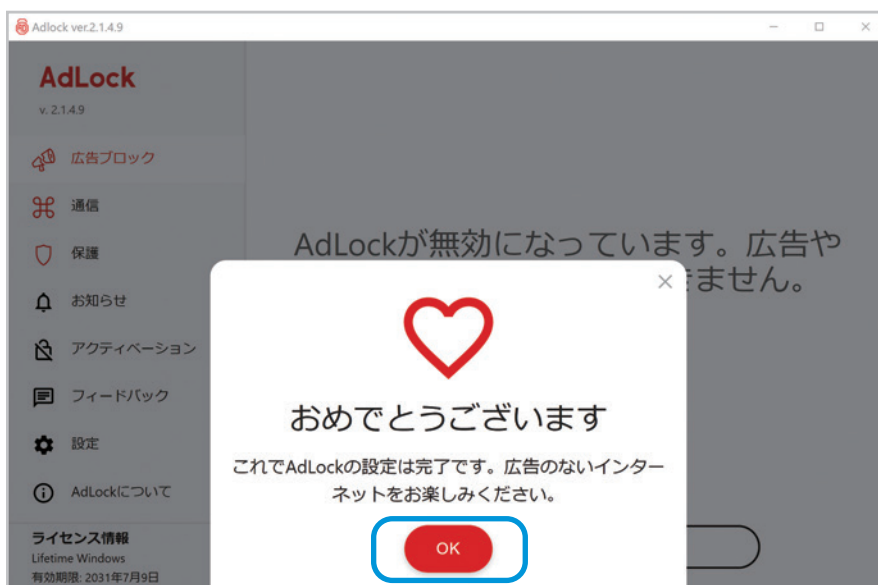 Adlock ver.2.1.4.9
AdLock
v. 2.1.4.9
広告ブロック
通信
保護
お知らせ
アクティベーション
フィードバック
設定
AdLockについて
ライセンス情報
Lifetime Windows
有効期限: 2031年7月9日
AdLockが無効になっています。広告や
きません。
おめでとうございます
これでAdLockの設定は完了です。広告のないインター
ネットをお楽しみください。
OK